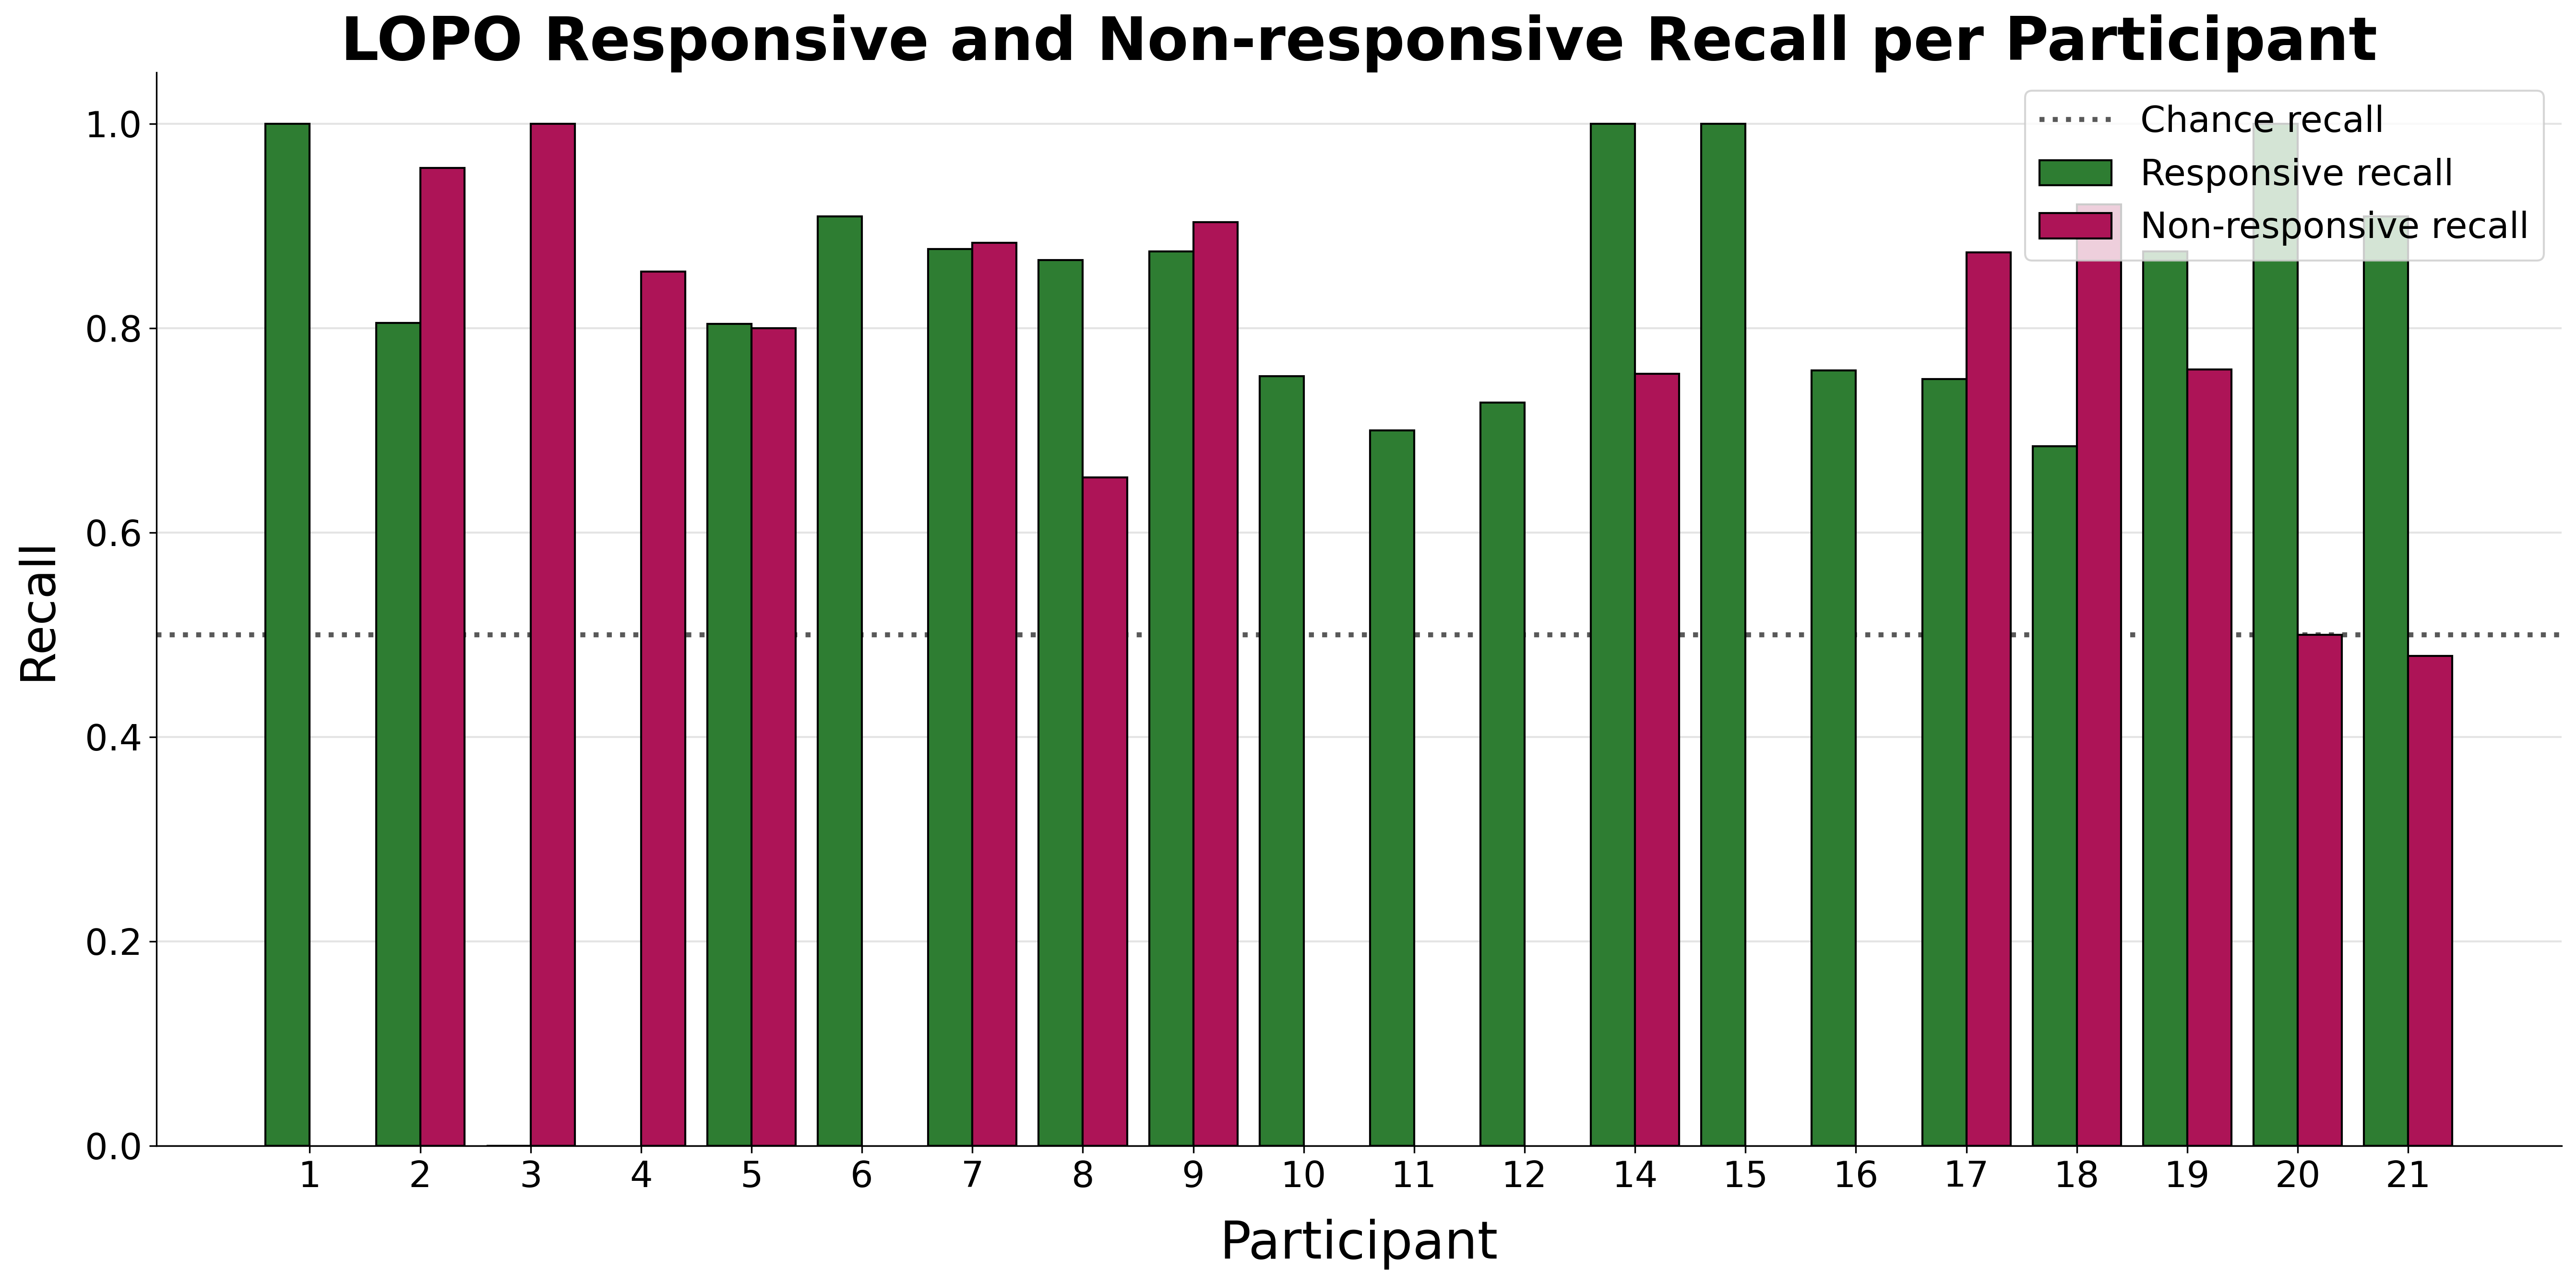 LOPO Responsive and Non-responsive Recall per Participant
Chance recall
Responsive recall
Non-responsive recall
Recall
1.0
0.8
0.6
0.4
0.2
0.0
1 2 3 4 5 6 7 8 9 10 11 12 14 15 16 17 18 19 20 21
Participant